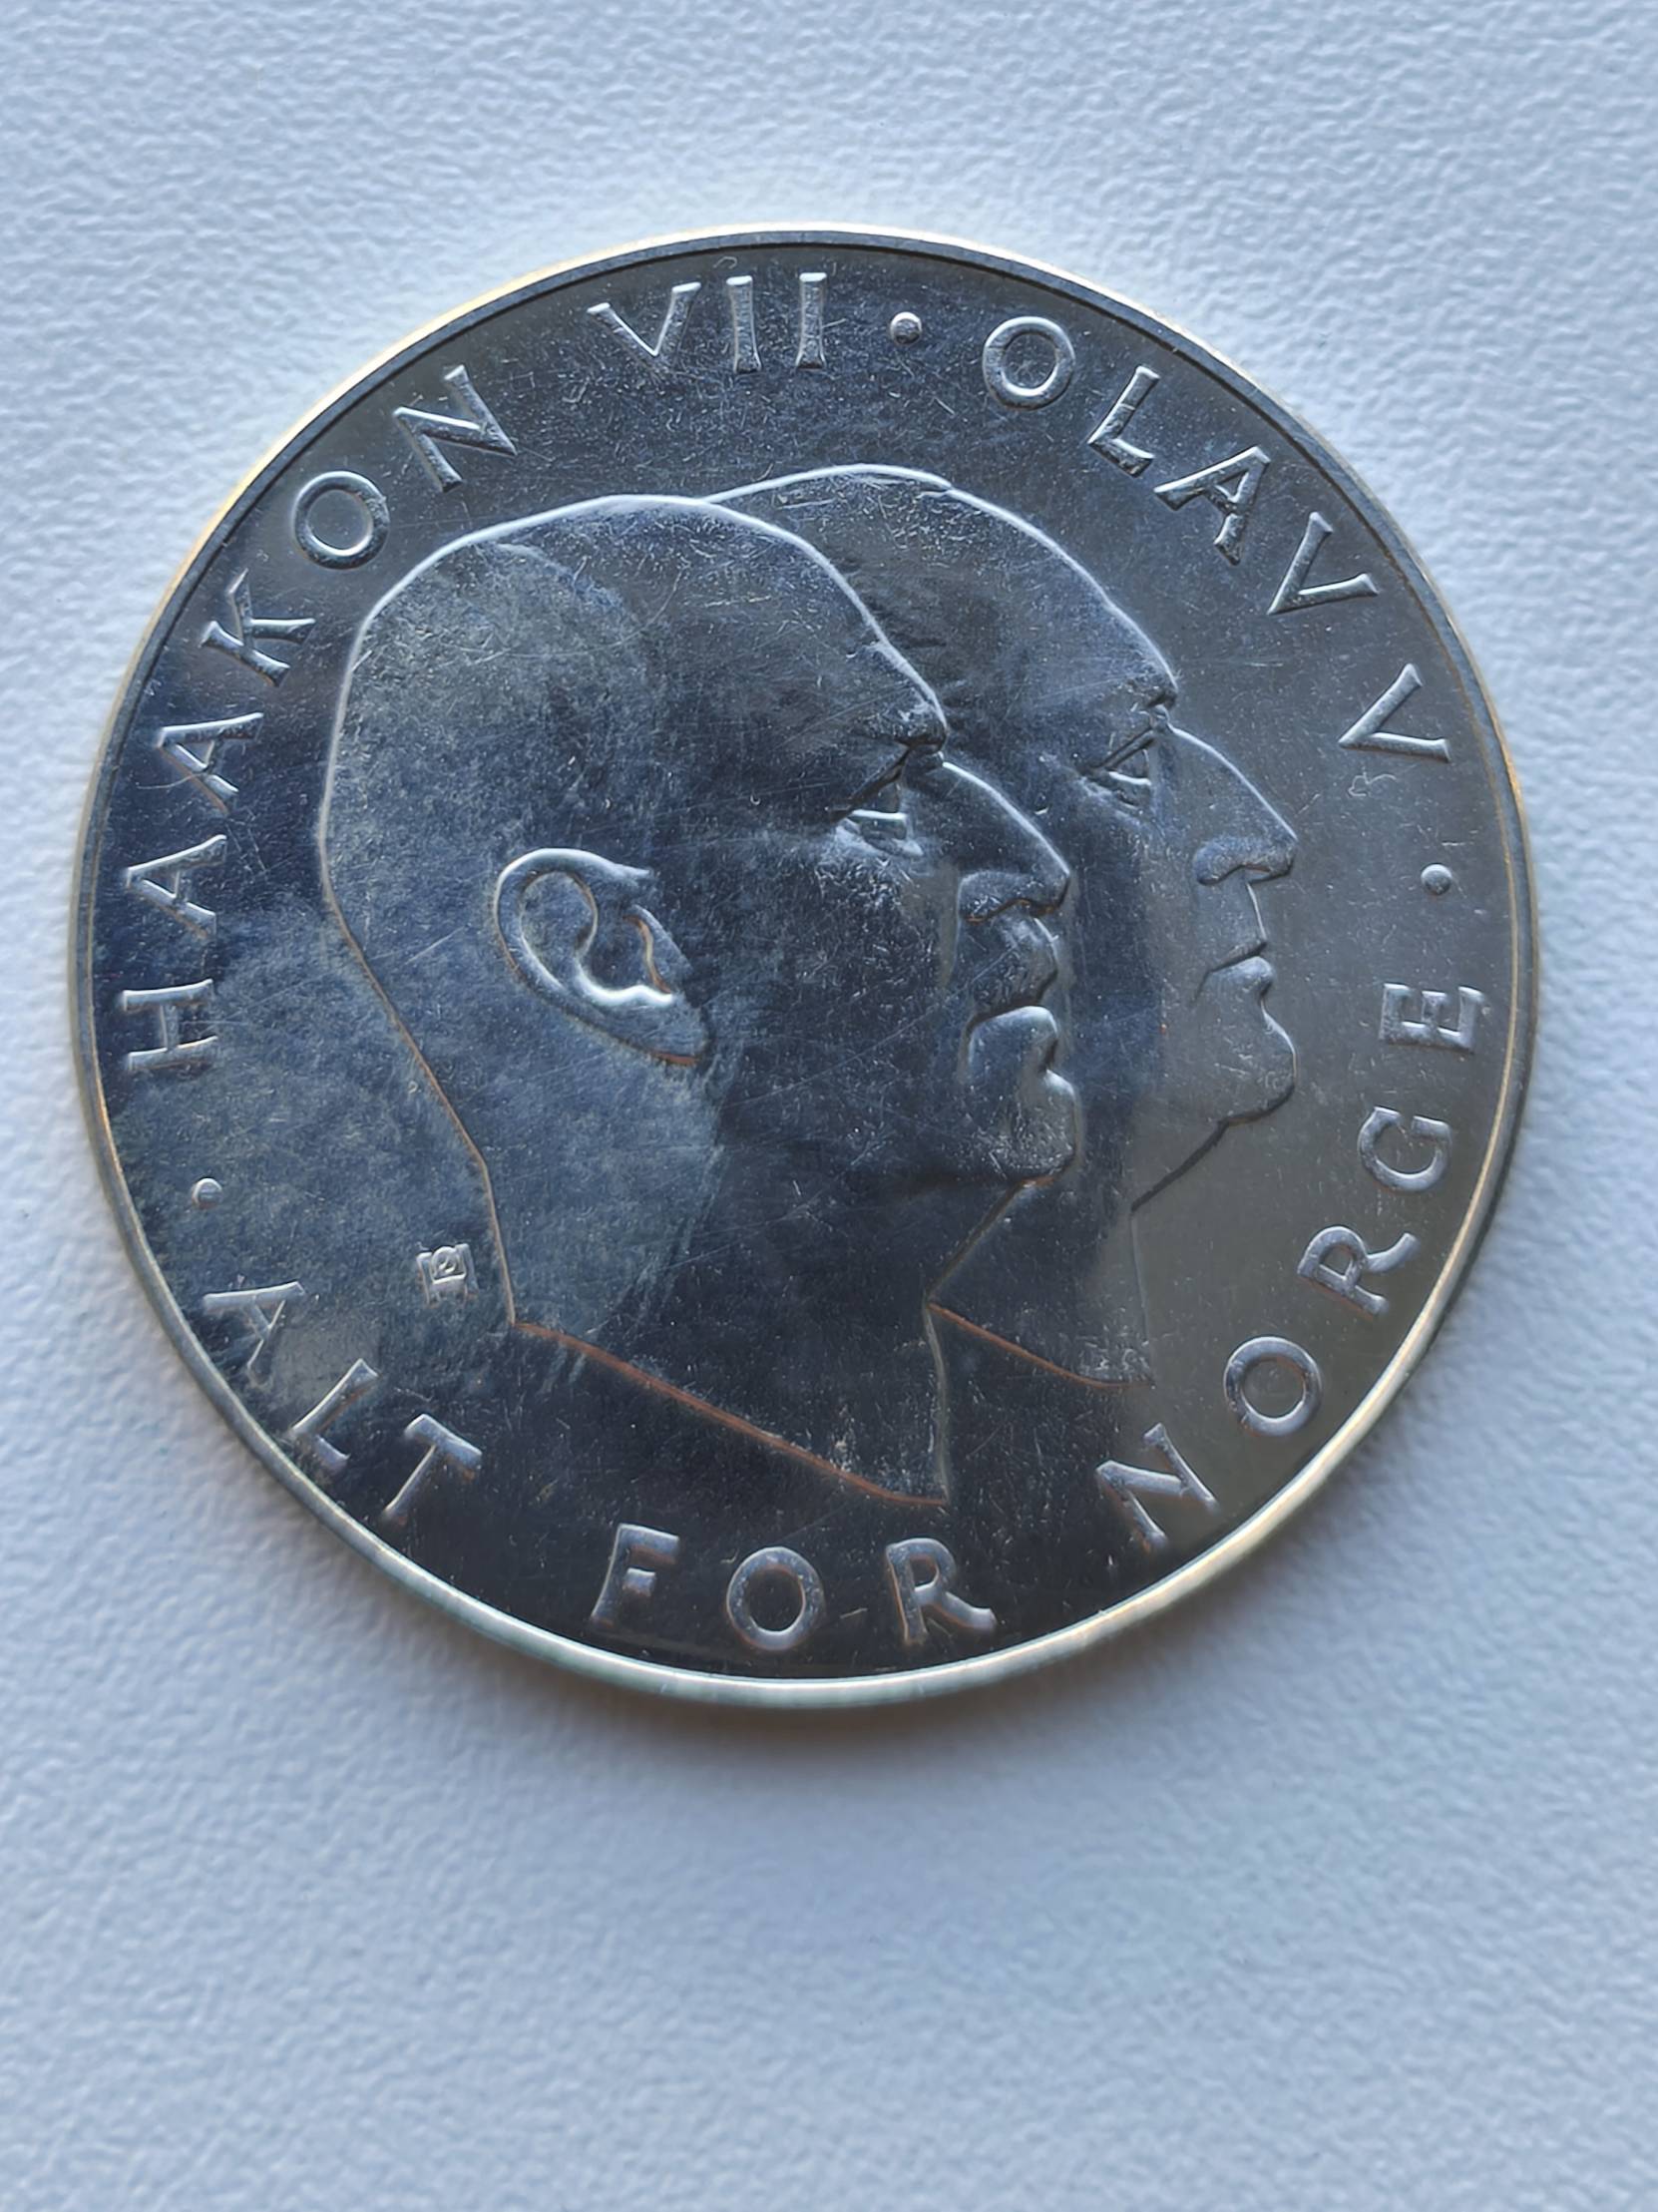 HAAKON VII • OLAV V •
ALT FOR NORGE •